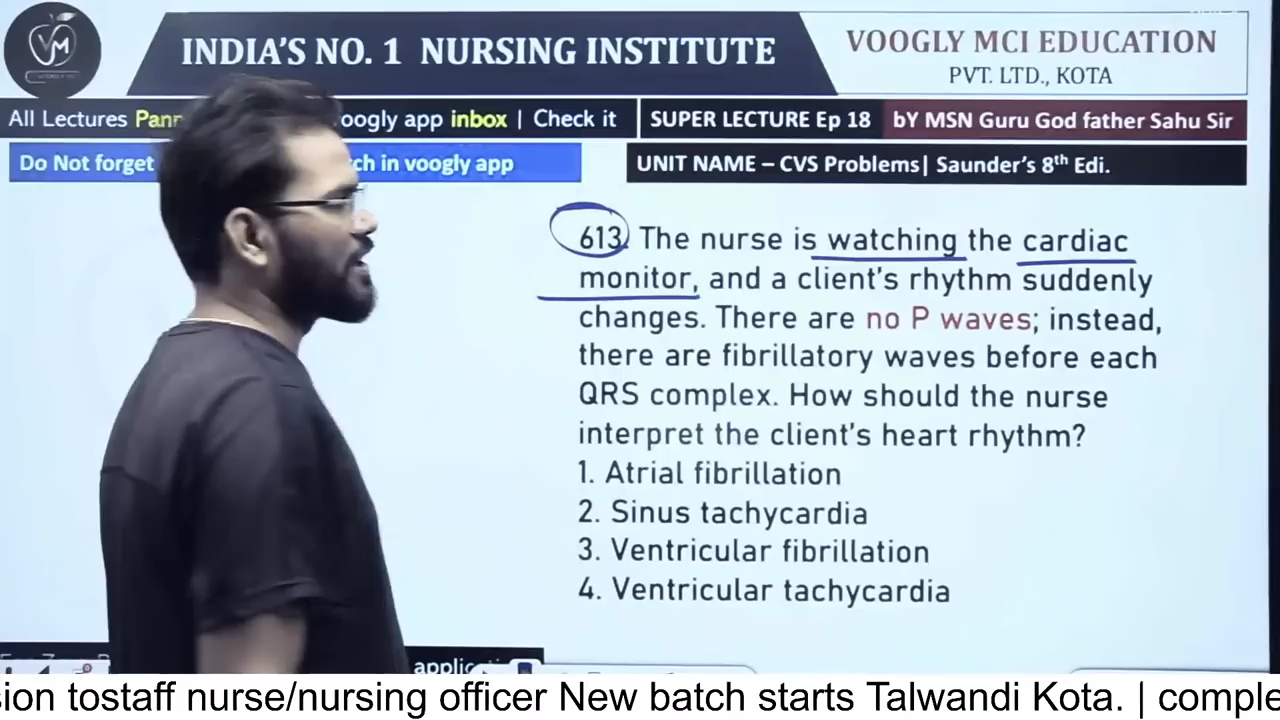 VM
INDIA'S NO. 1 NURSING INSTITUTE
VOOGLY MCI EDUCATION
PVT. LTD., KOTA
All Lectures oogly app inbox | Check it
SUPER LECTURE Ep 18 bY MSN Guru God father Sahu Sir
Do Not forget ch in voogly app
UNIT NAME – CVS Problems| Saunder's 8th Edi.
613. The nurse is watching the cardiac
monitor, and a client's rhythm suddenly
changes. There are no P waves; instead,
there are fibrillatory waves before each
QRS complex. How should the nurse
interpret the client's heart rhythm?
1. Atrial fibrillation
2. Sinus tachycardia
3. Ventricular fibrillation
4. Ventricular tachycardia
sion tostaff nurse/nursing officer New batch starts Talwandi Kota. | comple